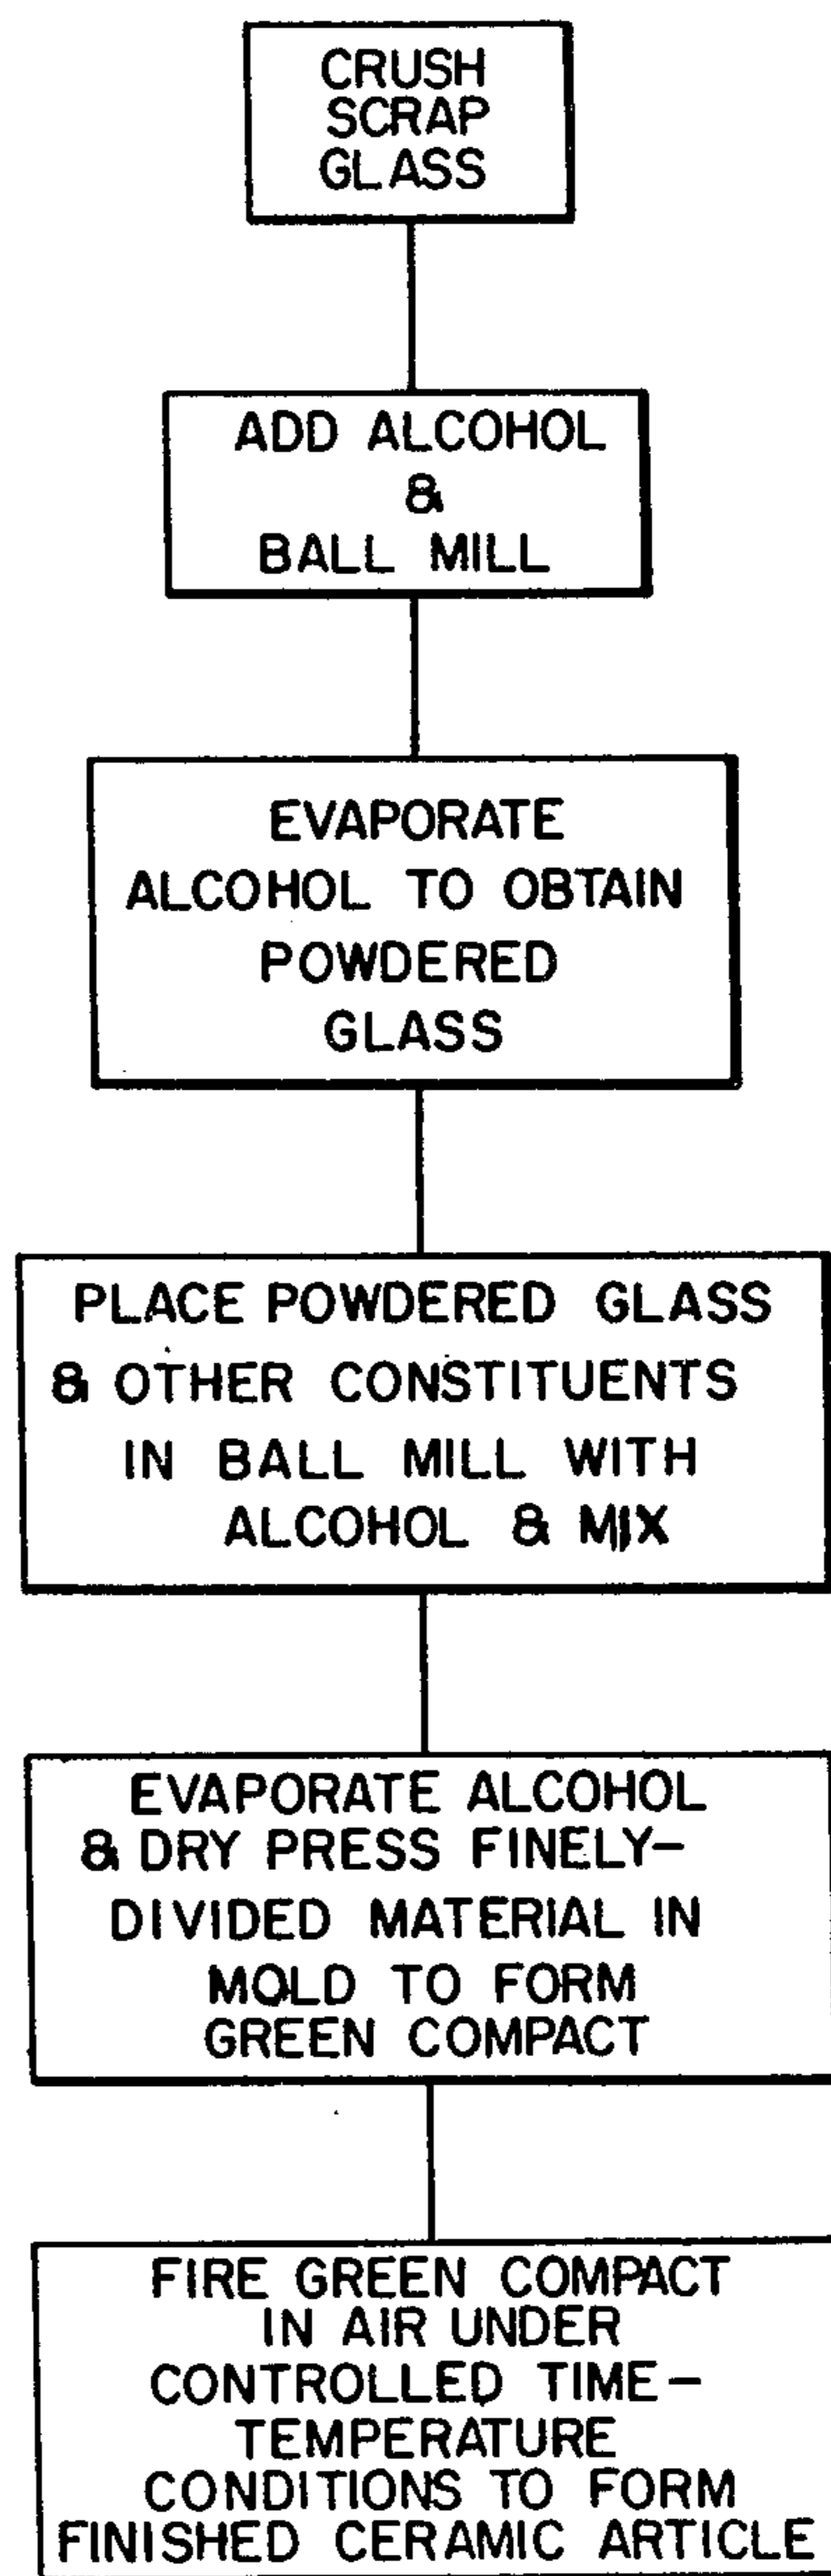 CRUSH
SCRAP
GLASS
ADD ALCOHOL
&
BALL MILL
EVAPORATE
ALCOHOL TO OBTAIN
POWDERED
GLASS
PLACE POWDERED GLASS
& OTHER CONSTITUENTS
IN BALL MILL WITH
ALCOHOL & MIX
EVAPORATE ALCOHOL
& DRY PRESS FINELY-
DIVIDED MATERIAL IN
MOLD TO FORM
GREEN COMPACT
FIRE GREEN COMPACT
IN AIR UNDER
CONTROLLED TIME-
TEMPERATURE
CONDITIONS TO FORM
FINISHED CERAMIC ARTICLE